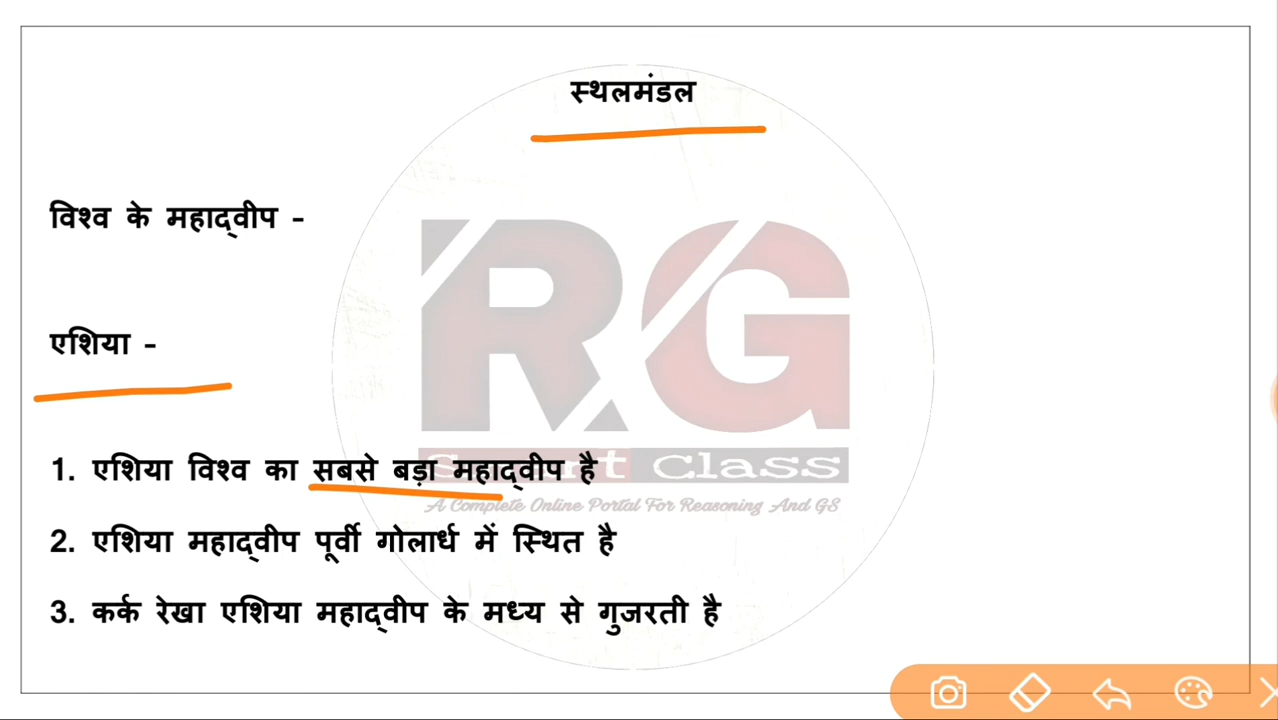 स्थलमंडल
विश्व के महाद्वीप -
एशिया -
RG
Smart Class
1. एशिया विश्व का सबसे बड़ा महाद्वीप है
A Complete Online Portal For Reasoning And GS
2. एशिया महाद्वीप पूर्वी गोलार्ध में स्थित है
3. कर्क रेखा एशिया महाद्वीप के मध्य से गुजरती है